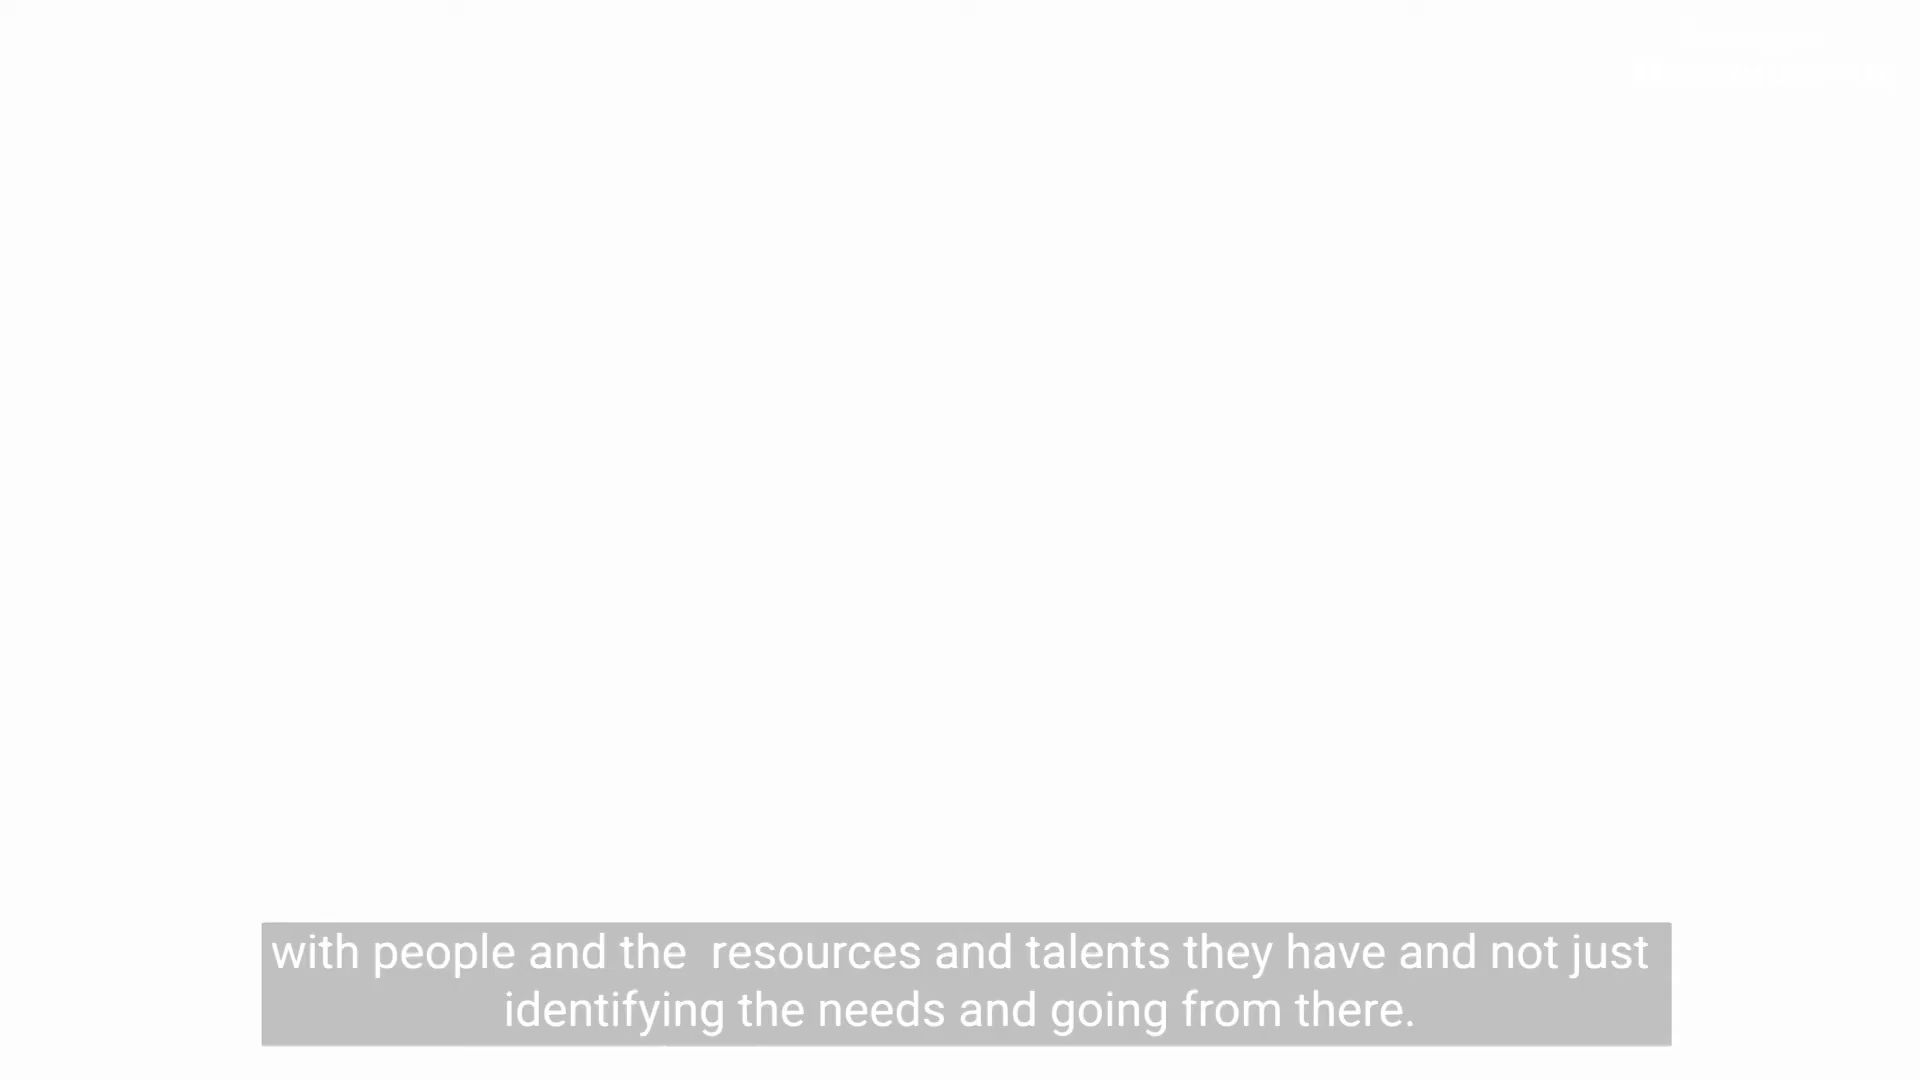 with people and the  resources and talents they have and not just
identifying the needs and going from there.